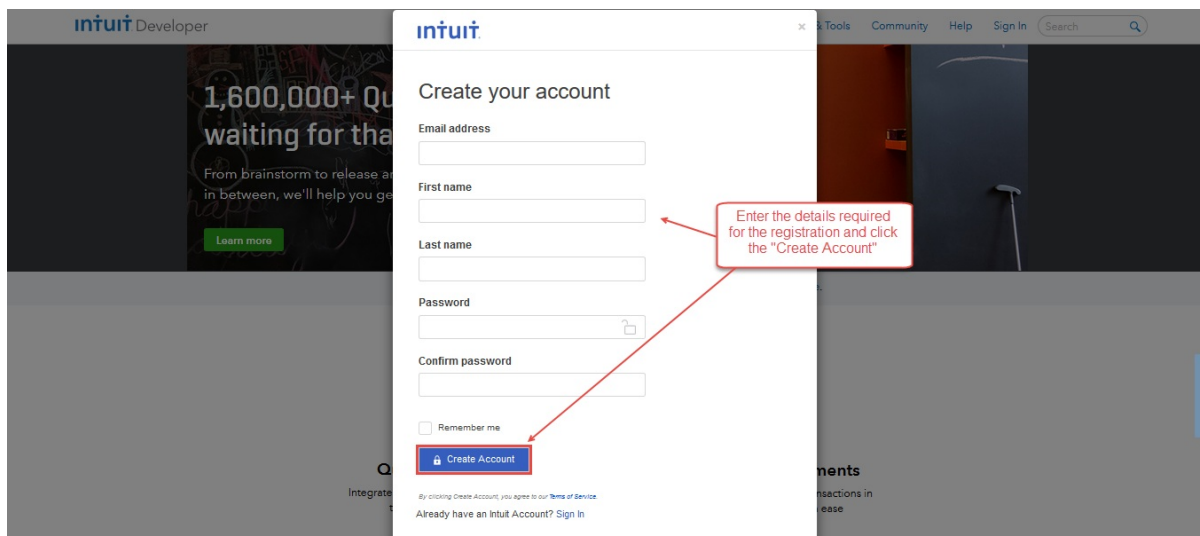 intuit Developer
intuit.
×
& Tools Community Help Sign In Search
1,600,000+ Qu
waiting for tha
From brainstorm to release ar
in between, we'll help you ge
Learn more
Create your account
Email address
First name
Last name
Password
Confirm password
Remember me
Create Account
By clicking Create Account, you agree to our Terms of Service.
Already have an Intuit Account? Sign In
Enter the details required
for the registration and click
the "Create Account"
e.
Q
Integrate
t
ments
nsactions in
ease